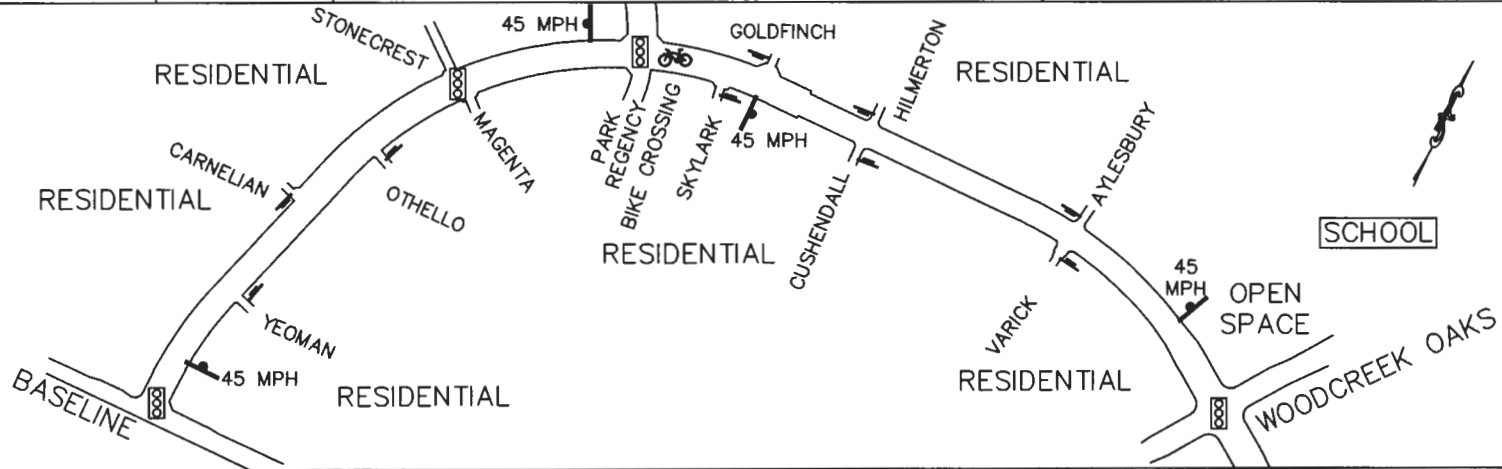 STONECREST
45 MPH
GOLDFINCH
HILMERTON
RESIDENTIAL
RESIDENTIAL
MAGENTA
PARK
REGENCY
BIKE CROSSING
SKYLARK
45 MPH
AYLESBURY
CARNELIAN
RESIDENTIAL
OTHELLO
RESIDENTIAL
CUSHENDALL
SCHOOL
45
MPH
OPEN
SPACE
YEOMAN
VARICK
45 MPH
RESIDENTIAL
RESIDENTIAL
BASELINE
WOODCREEK OAKS